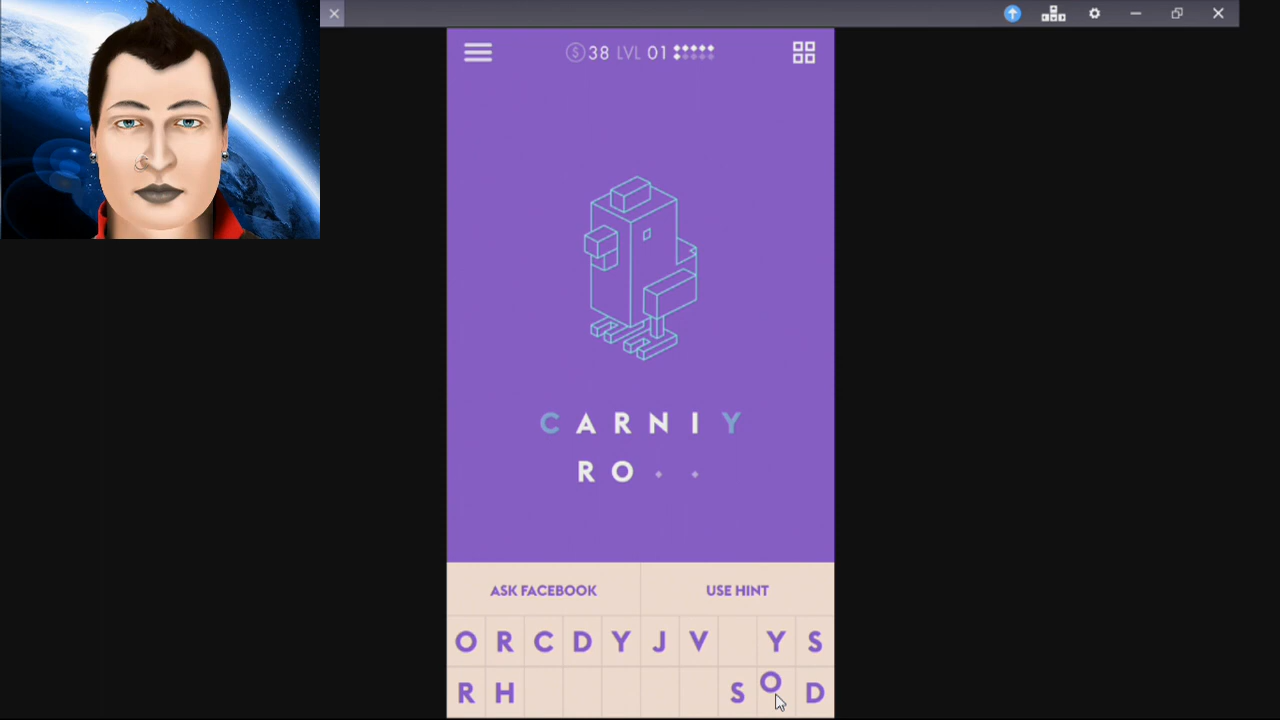 38 LVL 01
C A R N I Y
R O
ASK FACEBOOK
USE HINT
O R C D Y J V Y S
R H S O D